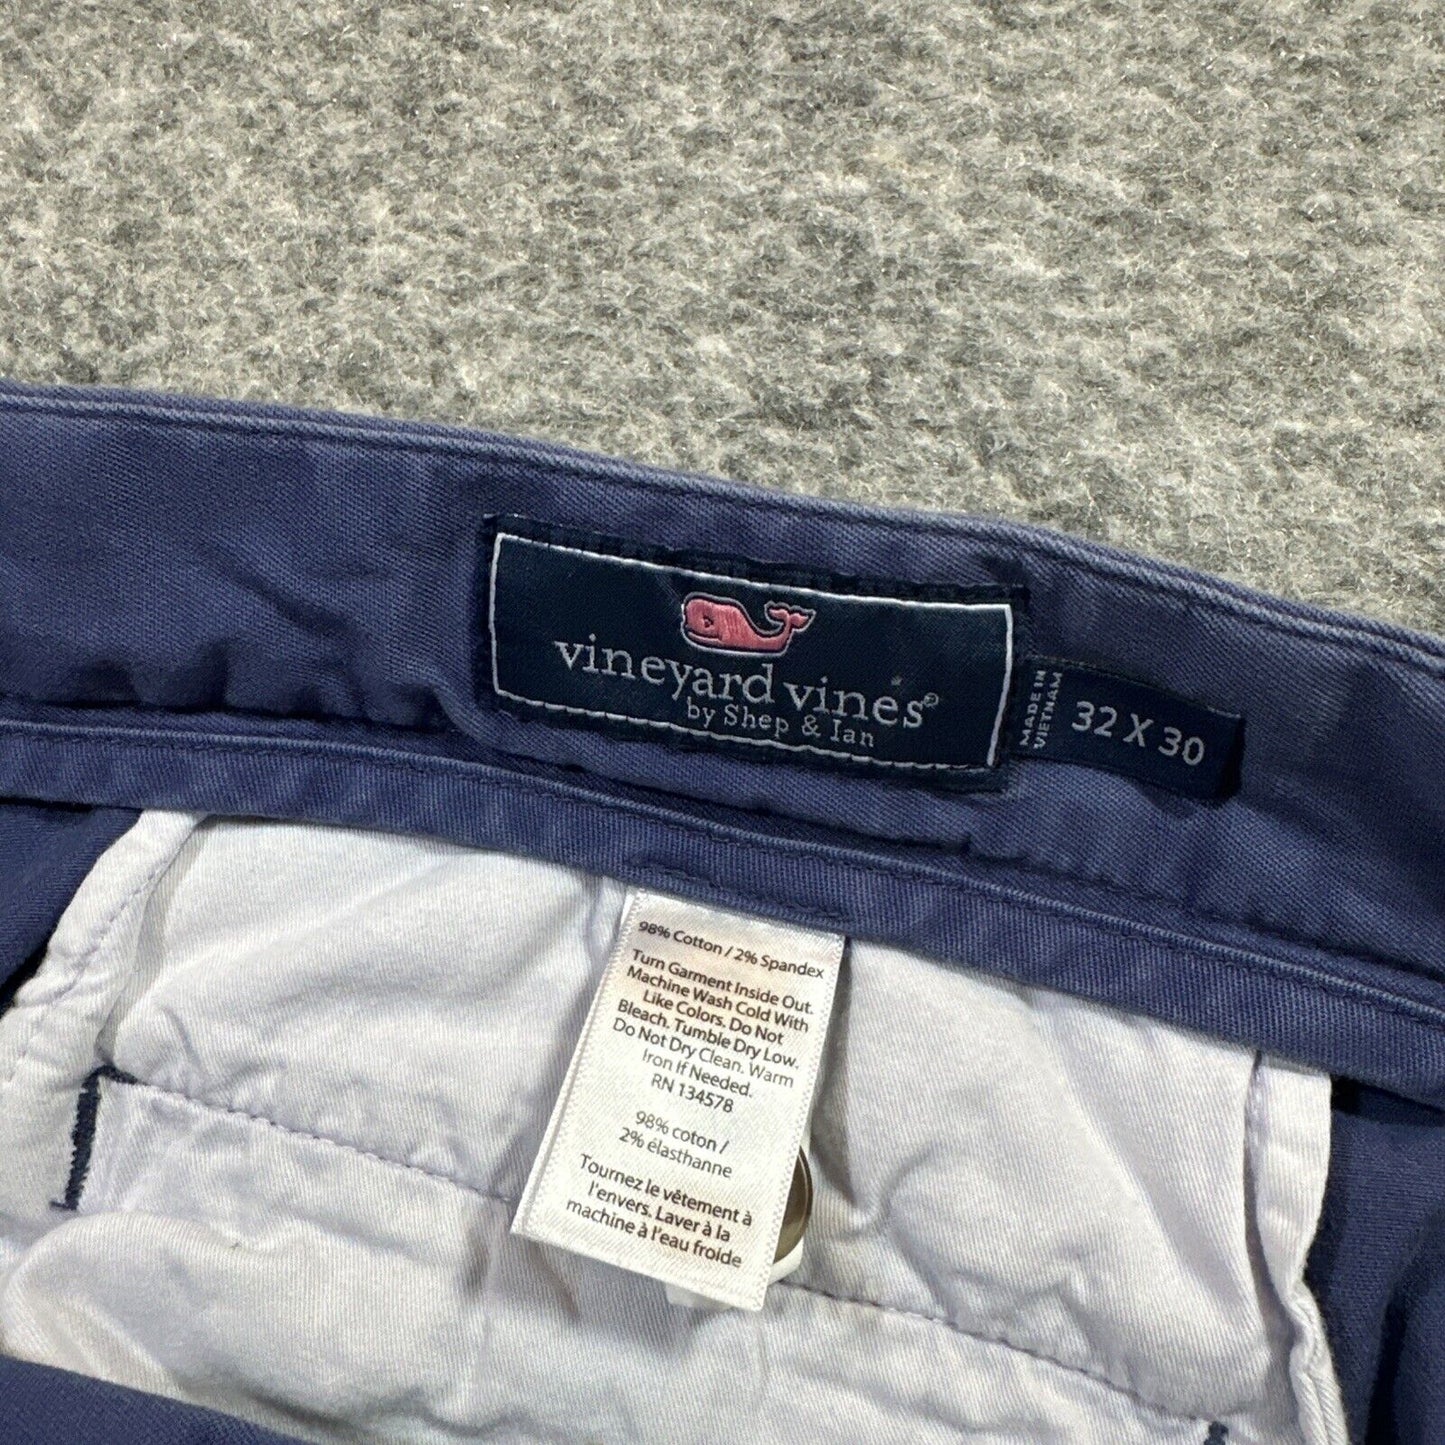 vineyard vines®
by Shep & Ian
MADE IN
VIETNAM
32 X 30
98% Cotton / 2% Spandex
Turn Garment Inside Out.
Machine Wash Cold With
Like Colors. Do Not
Bleach. Tumble Dry Low.
Do Not Dry Clean. Warm
Iron If Needed.
RN 134578
98% coton /
2% élasthanne
Tournez le vêtement à
l'envers. Laver à la
machine à l'eau froide